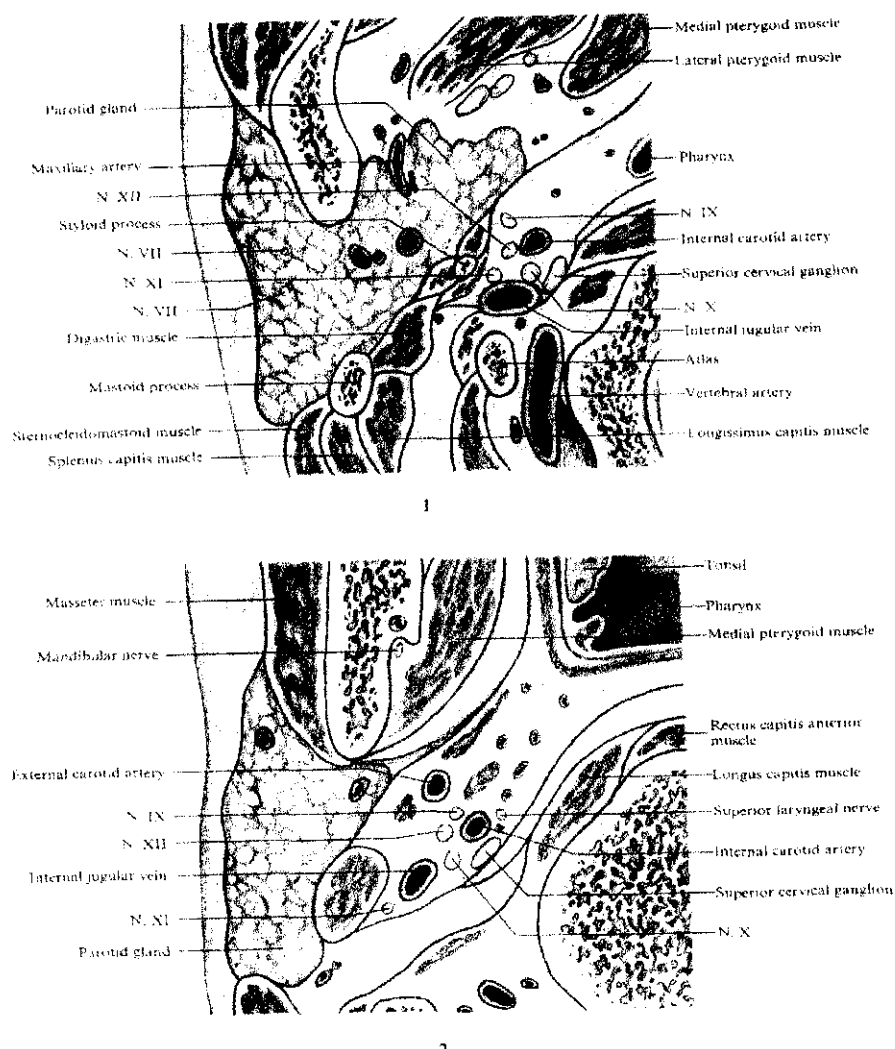 Medial pterygoid muscle
Lateral pterygoid muscle
Parotid gland
Maxillary artery
N. XII
Styloid process
N. VII
N. XI
N. VII
Digastric muscle
Mastoid process
Sternocleidomastoid muscle
Splenius capitis muscle
Pharynx
N. IX
Internal carotid artery
Superior cervical ganglion
N. X
Internal jugular vein
Atlas
Vertebral artery
Longissimus capitis muscle
1
Masseter muscle
Mandibular nerve
External carotid artery
N. IX
N. XII
Internal jugular vein
N. XI
Parotid gland
Tonsil
Pharynx
Medial pterygoid muscle
Rectus capitis anterior
muscle
Longus capitis muscle
Superior laryngeal nerve
Internal carotid artery
Superior cervical ganglion
N. X
2